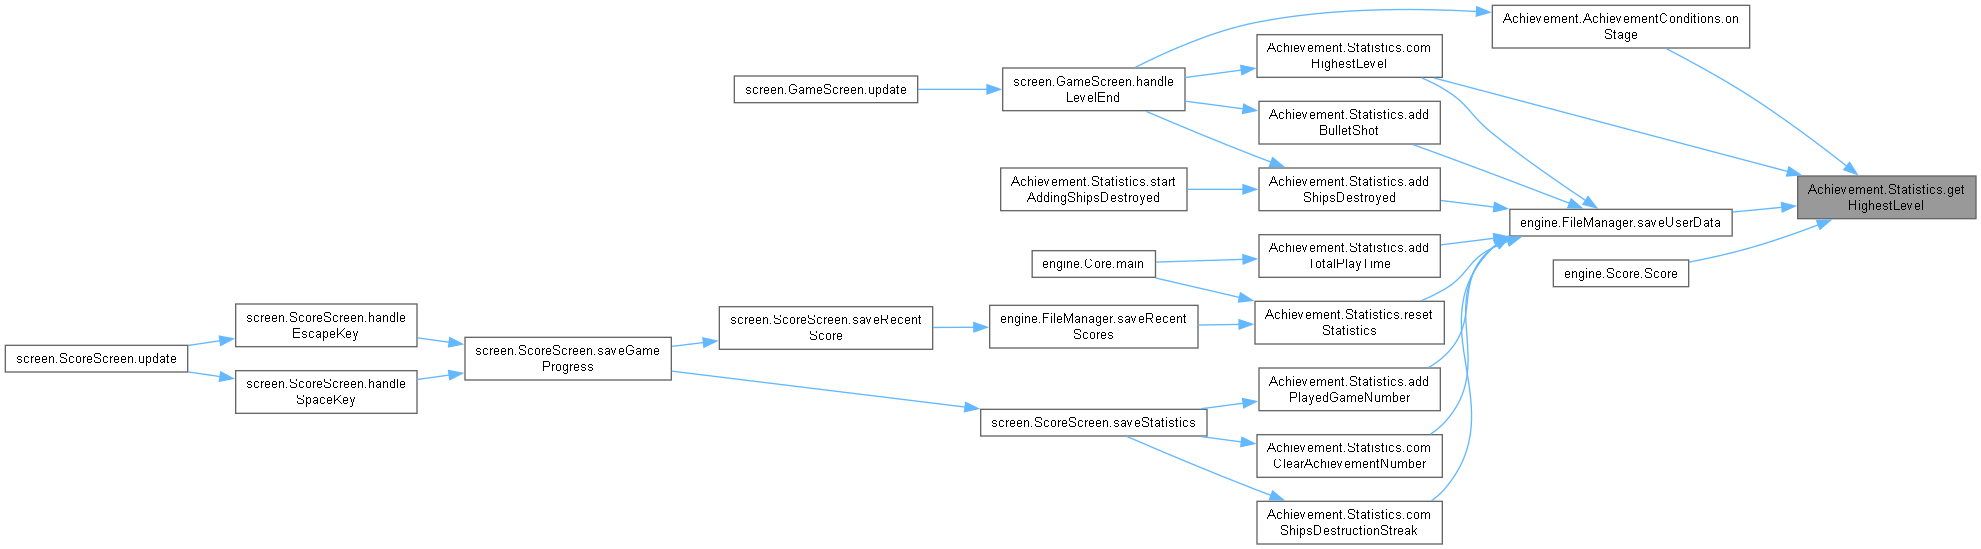 Achievement.AchievementConditions.on
Stage
Achievement.Statistics.com
HighestLevel
screen.GameScreen.handle
LevelEnd
screen.GameScreen.update
Achievement.Statistics.add
BulletShot
Achievement.Statistics.start
AddingShipsDestroyed
Achievement.Statistics.add
ShipsDestroyed
Achievement.Statistics.get
HighestLevel
engine.FileManager.saveUserData
Achievement.Statistics.add
TotalPlayTime
engine.Core.main
engine.Score.Score
screen.ScoreScreen.handle
EscapeKey
screen.ScoreScreen.saveRecent
Score
engine.FileManager.saveRecent
Scores
Achievement.Statistics.reset
Statistics
screen.ScoreScreen.update
screen.ScoreScreen.saveGame
Progress
screen.ScoreScreen.handle
SpaceKey
Achievement.Statistics.add
PlayedGameNumber
screen.ScoreScreen.saveStatistics
Achievement.Statistics.com
ClearAchievementNumber
Achievement.Statistics.com
ShipsDestructionStreak